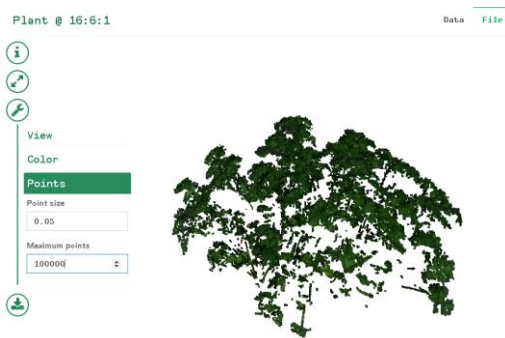 Plant @ 16:6:1
Data File
View
Color
Points
Point size
0.05
Maximum points
100000